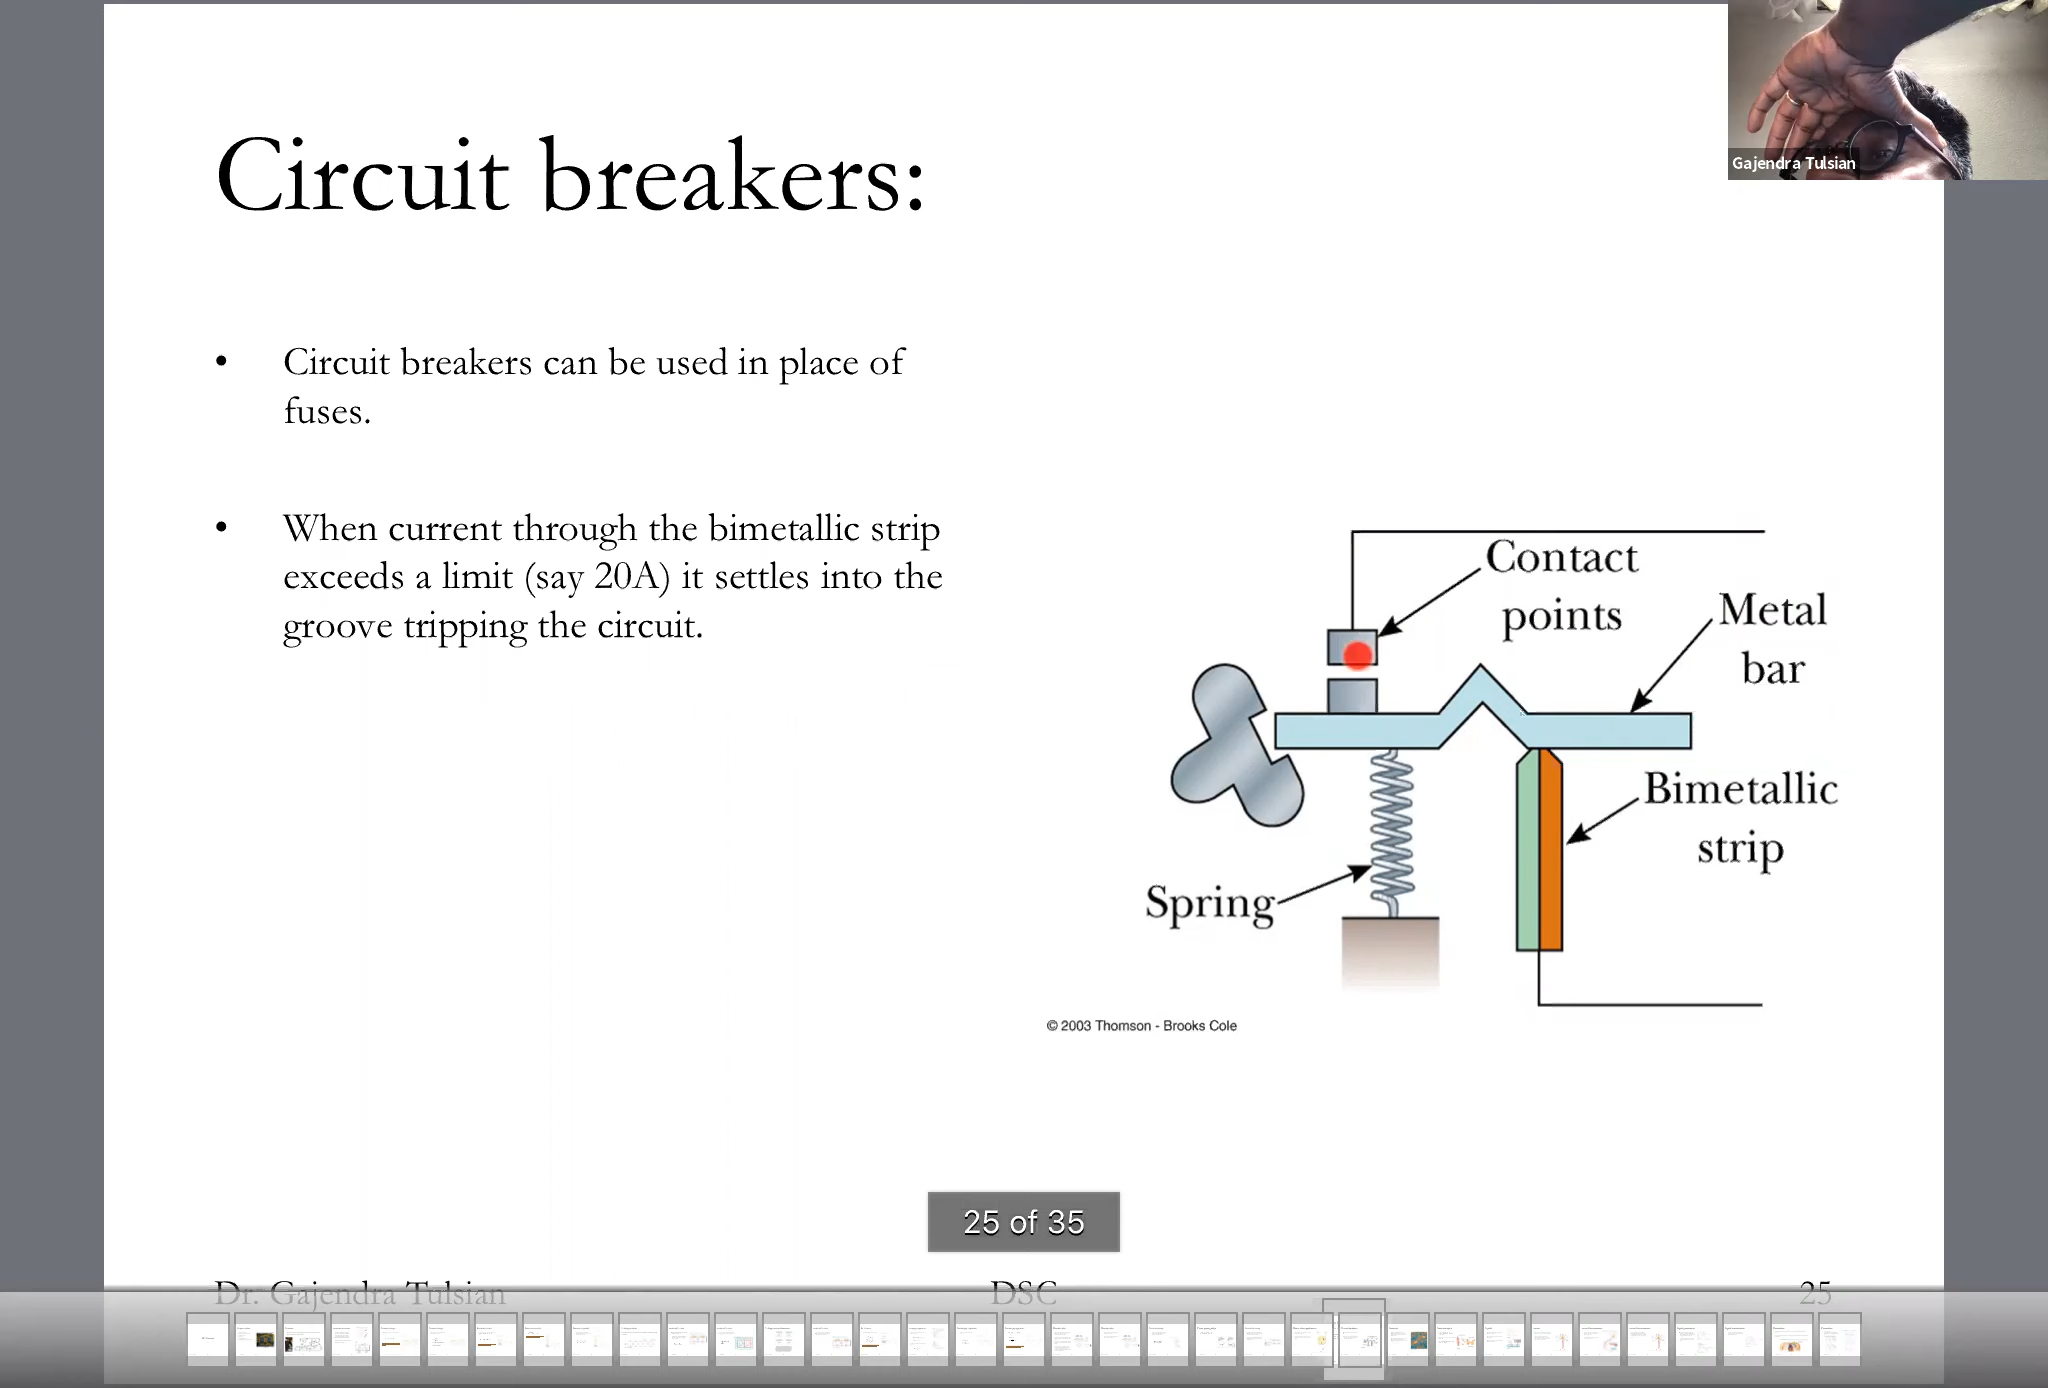 Gajendra Tulsian
Circuit breakers:
• Circuit breakers can be used in place of
fuses.
• When current through the bimetallic strip
exceeds a limit (say 20A) it settles into the
groove tripping the circuit.
Contact
points
Metal
bar
Bimetallic
strip
Spring
© 2003 Thomson - Brooks Cole
25 of 35
Dr. Gajendra Tulsian DSC 25